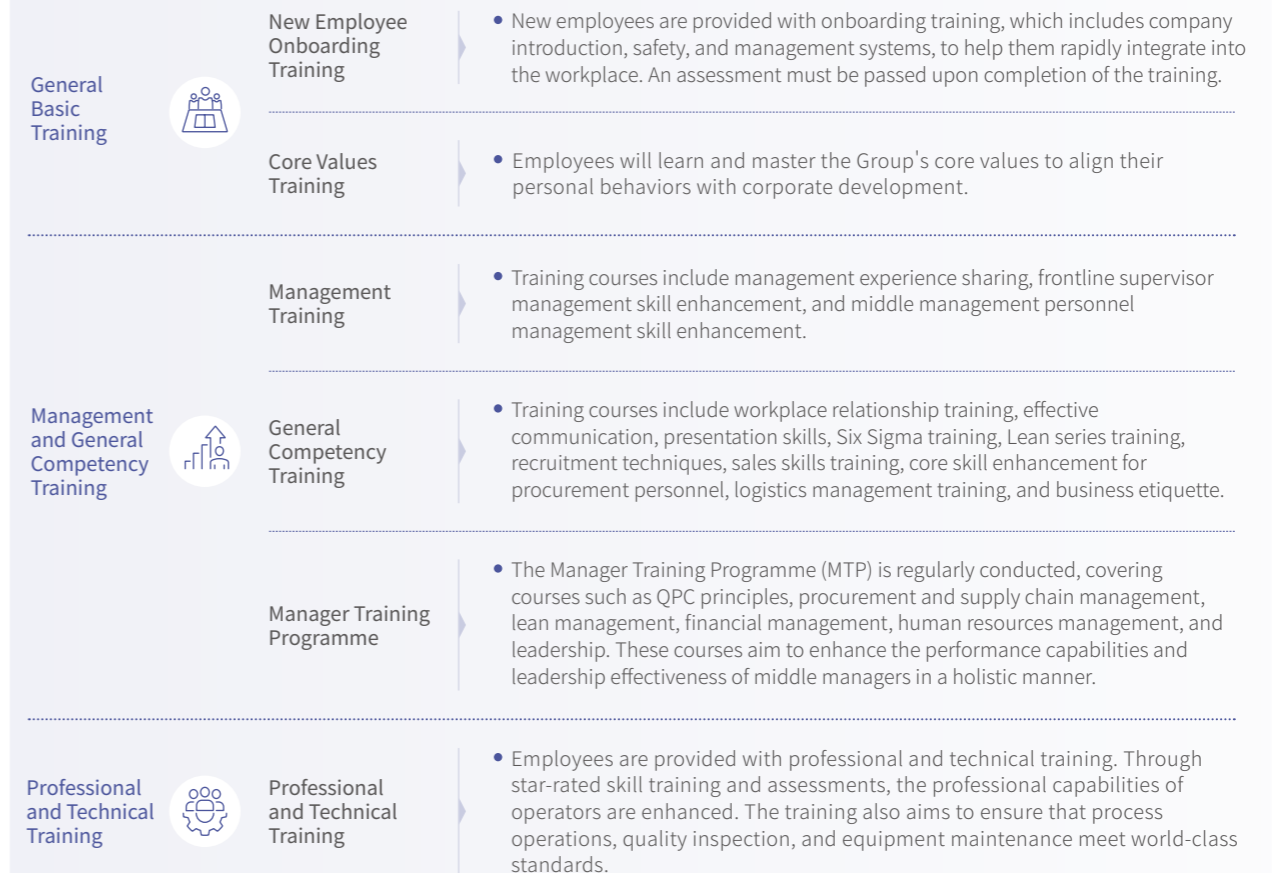 General
Basic
Training
New Employee
Onboarding
Training
• New employees are provided with onboarding training, which includes company
introduction, safety, and management systems, to help them rapidly integrate into
the workplace. An assessment must be passed upon completion of the training.
Core Values
Training
• Employees will learn and master the Group's core values to align their
personal behaviors with corporate development.
Management
and General
Competency
Training
Management
Training
• Training courses include management experience sharing, frontline supervisor
management skill enhancement, and middle management personnel
management skill enhancement.
General
Competency
Training
• Training courses include workplace relationship training, effective
communication, presentation skills, Six Sigma training, Lean series training,
recruitment techniques, sales skills training, core skill enhancement for
procurement personnel, logistics management training, and business etiquette.
Manager Training
Programme
• The Manager Training Programme (MTP) is regularly conducted, covering
courses such as QPC principles, procurement and supply chain management,
lean management, financial management, human resources management, and
leadership. These courses aim to enhance the performance capabilities and
leadership effectiveness of middle managers in a holistic manner.
Professional
and Technical
Training
Professional
and Technical
Training
• Employees are provided with professional and technical training. Through
star-rated skill training and assessments, the professional capabilities of
operators are enhanced. The training also aims to ensure that process
operations, quality inspection, and equipment maintenance meet world-class
standards.